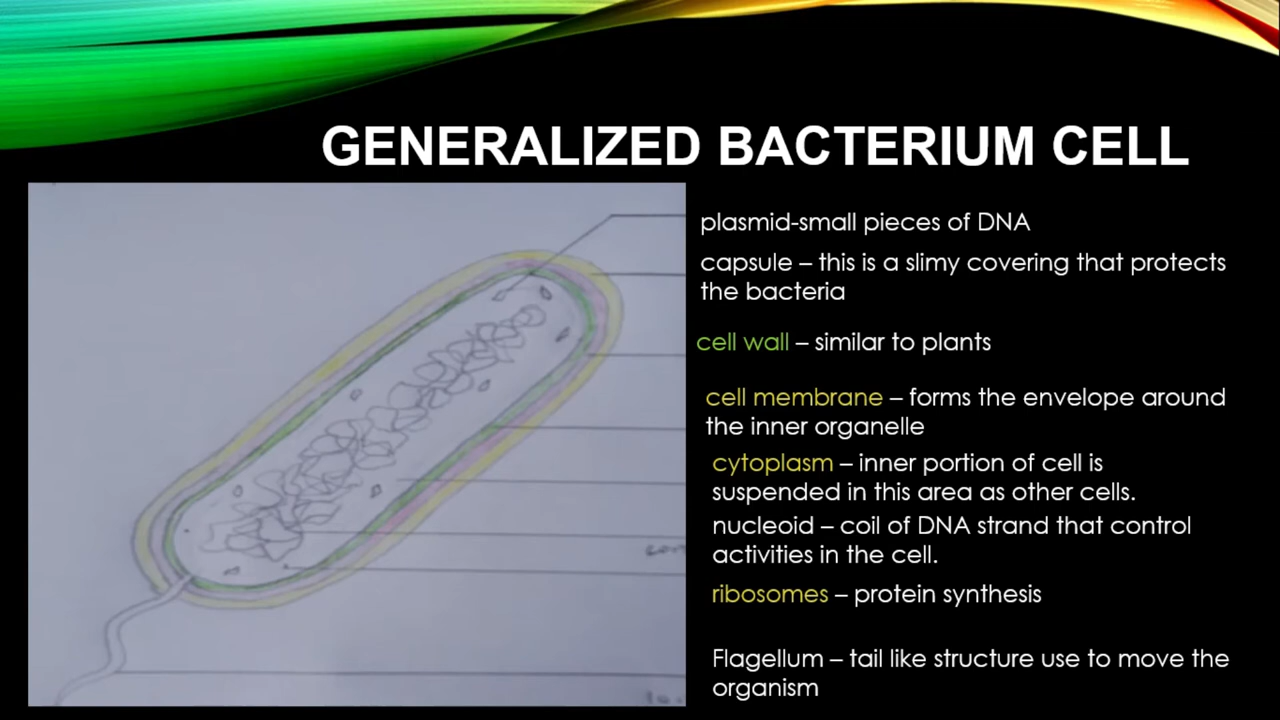 GENERALIZED BACTERIUM CELL
plasmid-small pieces of DNA
capsule – this is a slimy covering that protects
the bacteria
cell wall – similar to plants
cell membrane – forms the envelope around
the inner organelle
cytoplasm – inner portion of cell is
suspended in this area as other cells.
nucleoid – coil of DNA strand that control
activities in the cell.
ribosomes – protein synthesis
Flagellum – tail like structure use to move the
organism